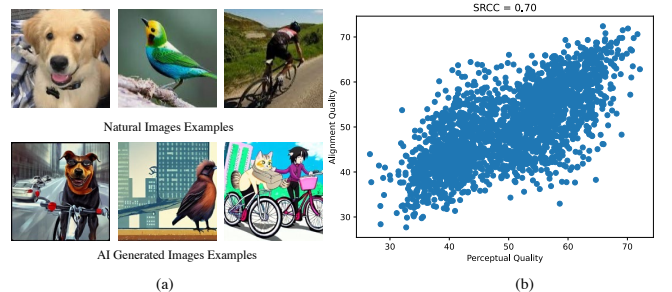 Natural Images Examples
AI Generated Images Examples
(a)
SRCC = 0.70
Alignment Quality
70
60
50
40
30
30 40 50 60 70
Perceptual Quality
(b)